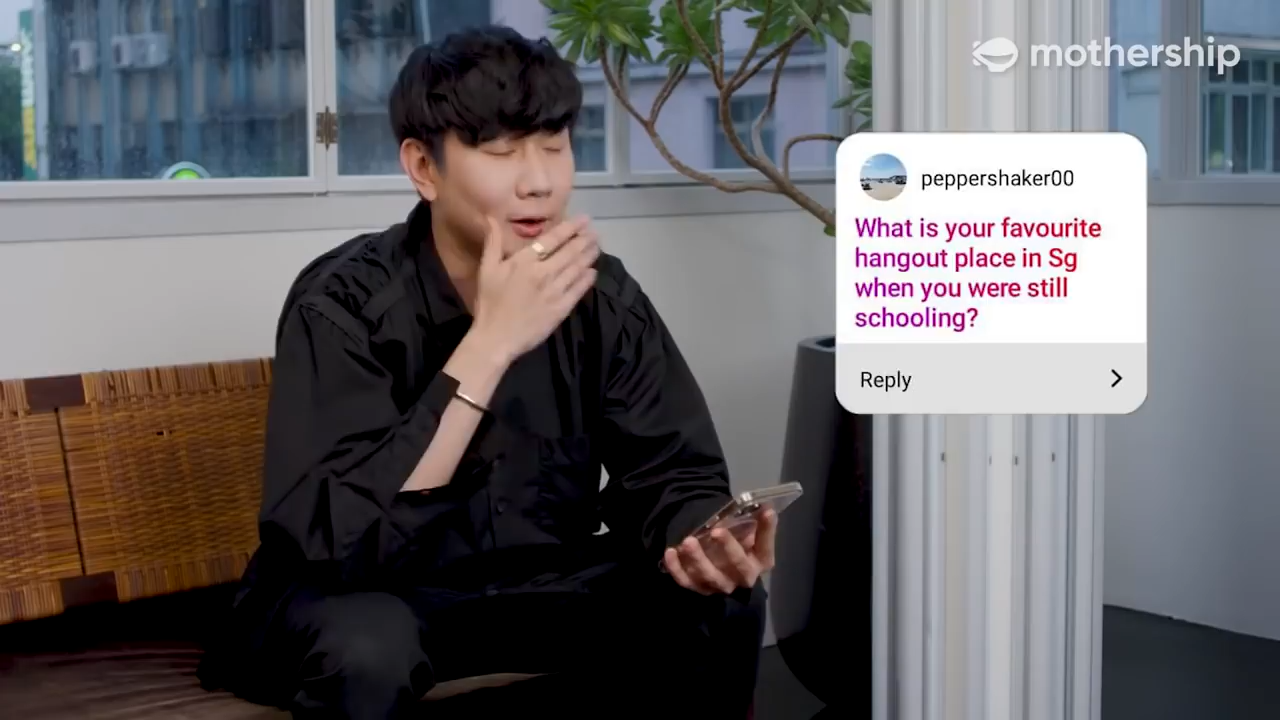 mothership
peppershaker00
What is your favourite
hangout place in Sg
when you were still
schooling?
Reply